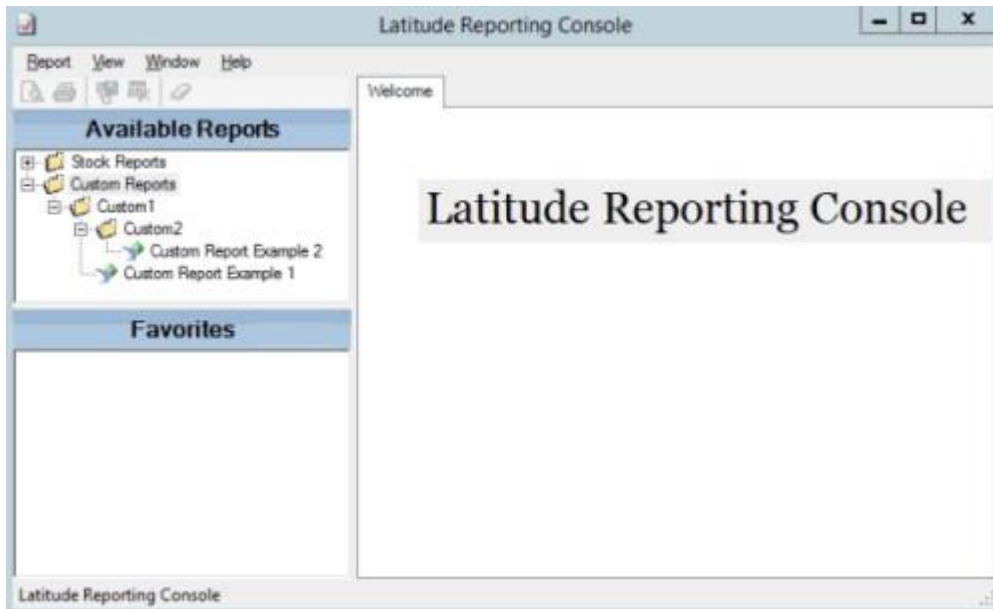 Latitude Reporting Console
Report View Window Help
Welcome
Available Reports
Stock Reports
Custom Reports
Custom1
Custom2
Custom Report Example 2
Custom Report Example 1
Latitude Reporting Console
Favorites
Latitude Reporting Console